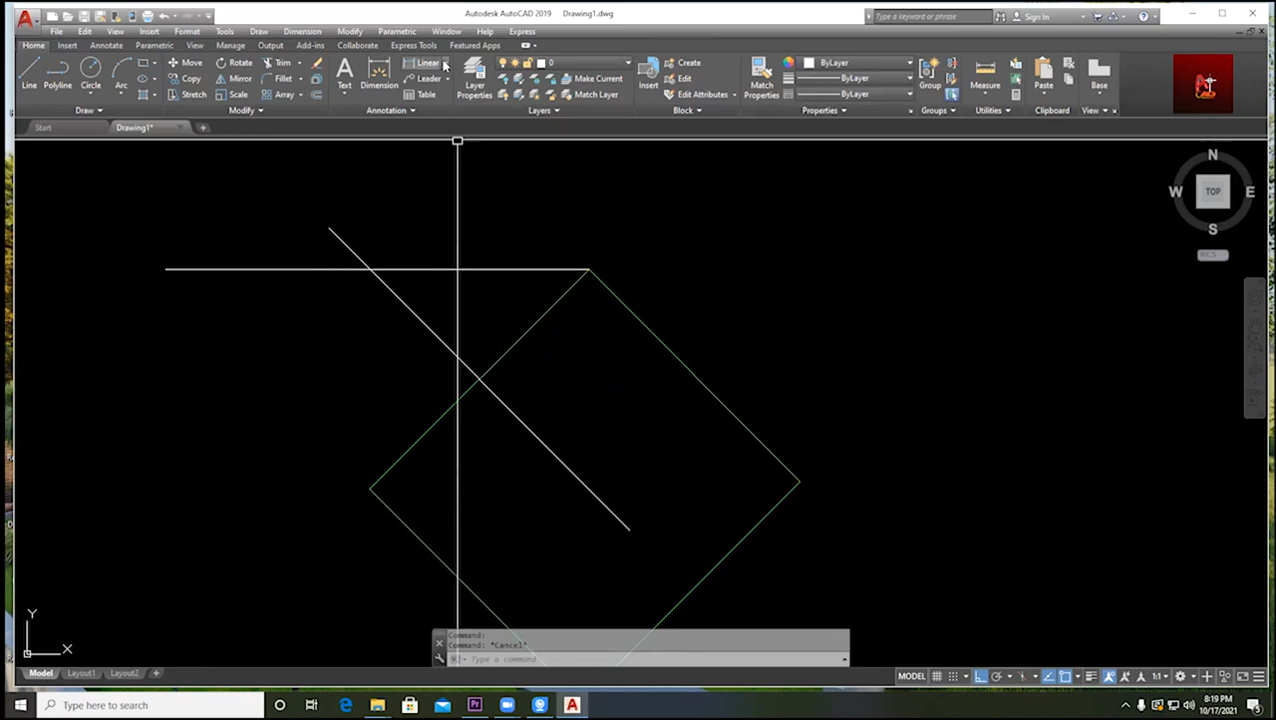 Autodesk AutoCAD 2019 Drawing1.dwg
Type a keyword or phrase
Sign In
File Edit View Insert Format Tools Draw Dimension Modify Parametric Window Help Express
Home Insert Annotate Parametric View Manage Output Add-ins Collaborate Express Tools Featured Apps
Move Rotate Trim Linear 0 Create ByLayer
Copy Mirror Fillet Leader Make Current Edit ByLayer
Line Polyline Circle Arc Text Dimension Layer Properties Insert Match Properties Group Measure Paste Base
Stretch Scale Array Table Match Layer Edit Attributes ByLayer
Draw Modify Annotation Layers Block Properties Groups Utilities Clipboard View
Start Drawing1*
N
W TOP E
S
WCS
Y
X
Command:
Command: *Cancel*
Type a command
Model Layout1 Layout2
MODEL 1:1
Type here to search
8:19 PM
10/17/2021